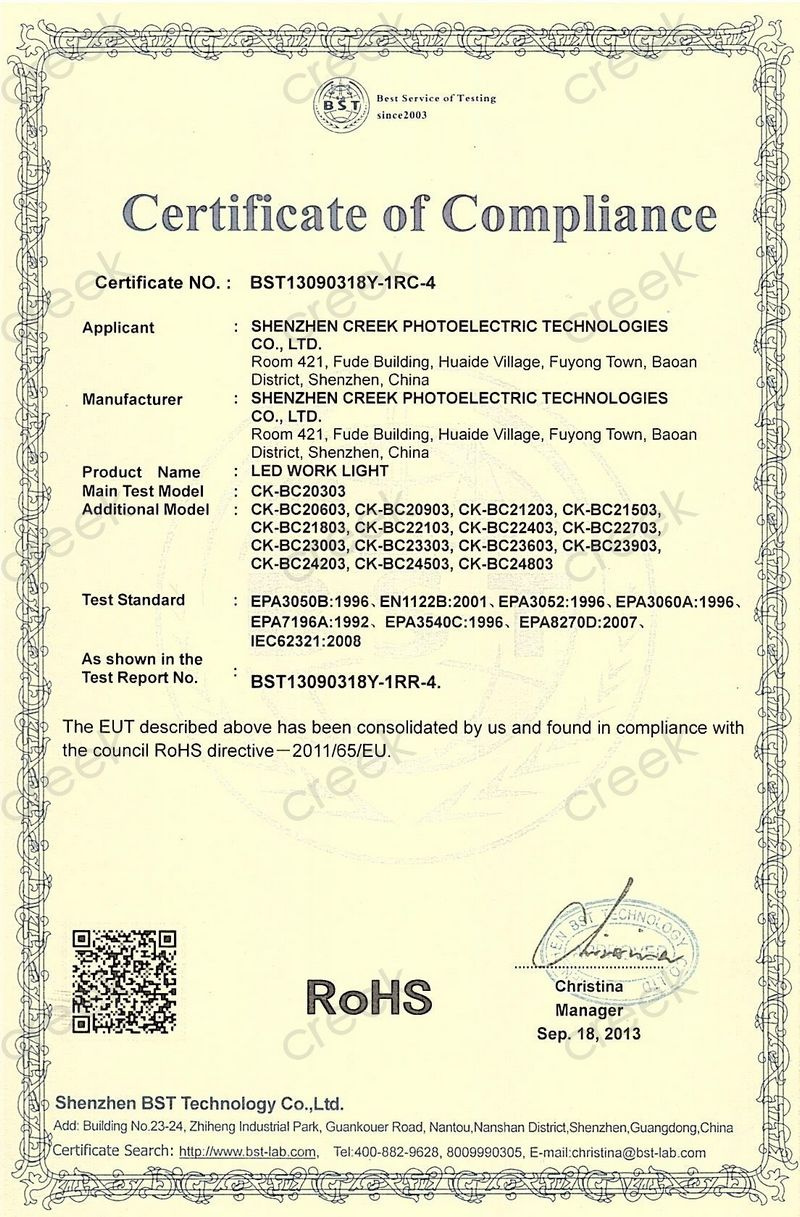 BST
Best Service of Testing
since2003
Certificate of Compliance
Certificate NO. : BST13090318Y-1RC-4
Applicant : SHENZHEN CREEK PHOTOELECTRIC TECHNOLOGIES
CO., LTD.
Room 421, Fude Building, Huaide Village, Fuyong Town, Baoan
District, Shenzhen, China
Manufacturer : SHENZHEN CREEK PHOTOELECTRIC TECHNOLOGIES
CO., LTD.
Room 421, Fude Building, Huaide Village, Fuyong Town, Baoan
District, Shenzhen, China
Product Name : LED WORK LIGHT
Main Test Model : CK-BC20303
Additional Model : CK-BC20603, CK-BC20903, CK-BC21203, CK-BC21503,
CK-BC21803, CK-BC22103, CK-BC22403, CK-BC22703,
CK-BC23003, CK-BC23303, CK-BC23603, CK-BC23903,
CK-BC24203, CK-BC24503, CK-BC24803
Test Standard : EPA3050B:1996、EN1122B:2001、EPA3052:1996、EPA3060A:1996、
EPA7196A:1992、 EPA3540C:1996、 EPA8270D:2007、
IEC62321:2008
As shown in the
Test Report No. : BST13090318Y-1RR-4.
The EUT described above has been consolidated by us and found in compliance with
the council RoHS directive－2011/65/EU.
RoHS
EN BST TECHNOLOGY CO LTD
APPROVED
Christina
Christina
Manager
Sep. 18, 2013
Shenzhen BST Technology Co.,Ltd.
Add: Building No.23-24, Zhiheng Industrial Park, Guankouer Road, Nantou,Nanshan District,Shenzhen,Guangdong,China
Certificate Search: http://www.bst-lab.com, Tel:400-882-9628, 8009990305, E-mail:christina@bst-lab.com
creek